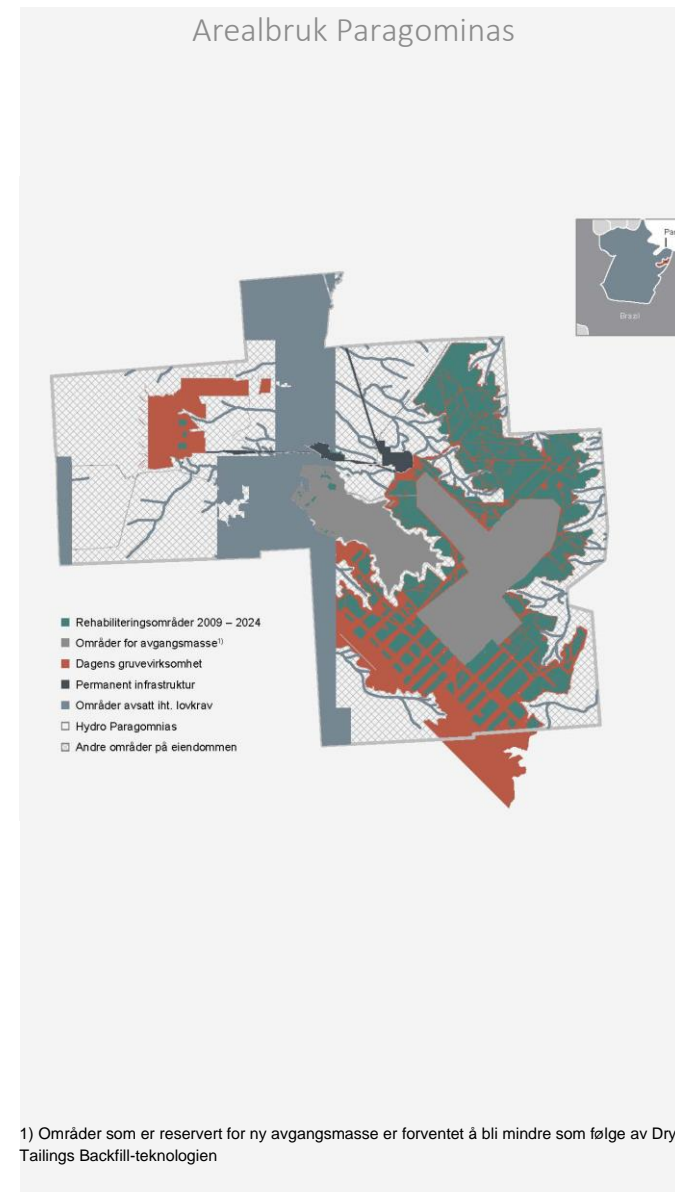 Arealbruk Paragominas
Brasil
Rehabiliteringsområder 2009 – 2024
Områder for avgangsmasse¹⁾
Dagens gruvevirksomhet
Permanent infrastruktur
Områder avsatt iht. lovkrav
Hydro Paragomnias
Andre områder på eiendommen
1) Områder som er reservert for ny avgangsmasse er forventet å bli mindre som følge av Dry
Tailings Backfill-teknologien